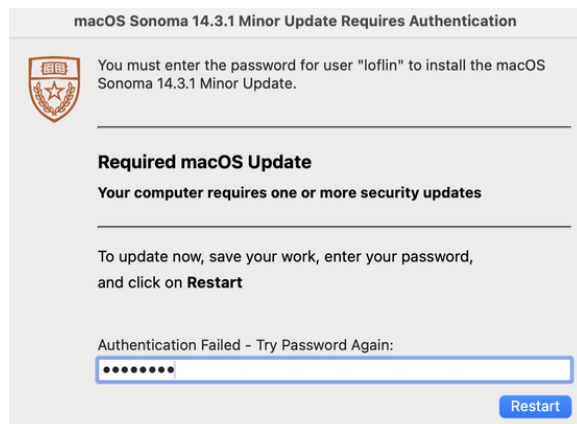 macOS Sonoma 14.3.1 Minor Update Requires Authentication
You must enter the password for user "loflin" to install the macOS
Sonoma 14.3.1 Minor Update.
Required macOS Update
Your computer requires one or more security updates
To update now, save your work, enter your password,
and click on Restart
Authentication Failed - Try Password Again:
••••••••
Restart